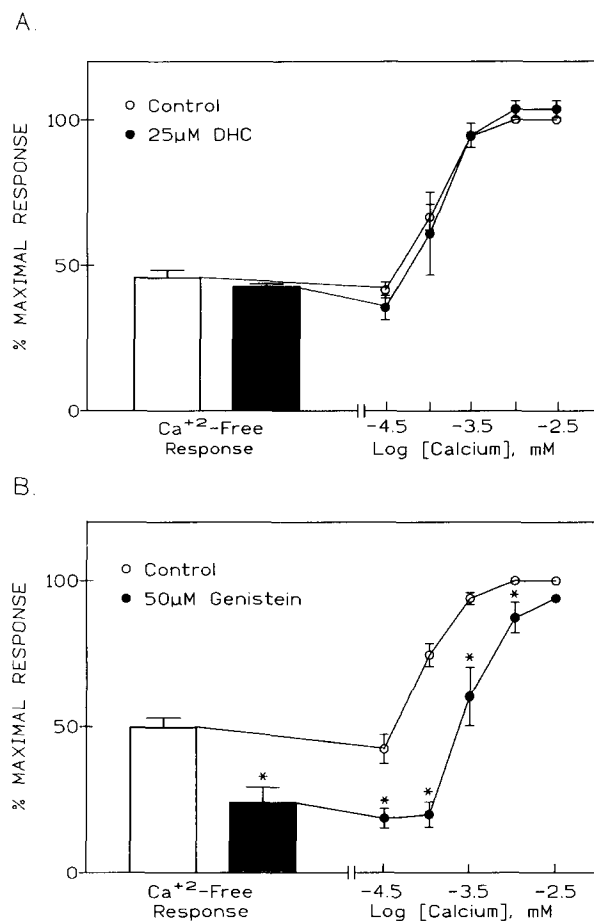 A.
○ Control
● 25μM DHC
% MAXIMAL RESPONSE
100
50
0
Ca+2-Free
Response
-4.5 -3.5 -2.5
Log [Calcium], mM
B.
○ Control
● 50μM Genistein
% MAXIMAL RESPONSE
100
50
0
*
*
*
*
*
Ca+2-Free
Response
-4.5 -3.5 -2.5
Log [Calcium], mM